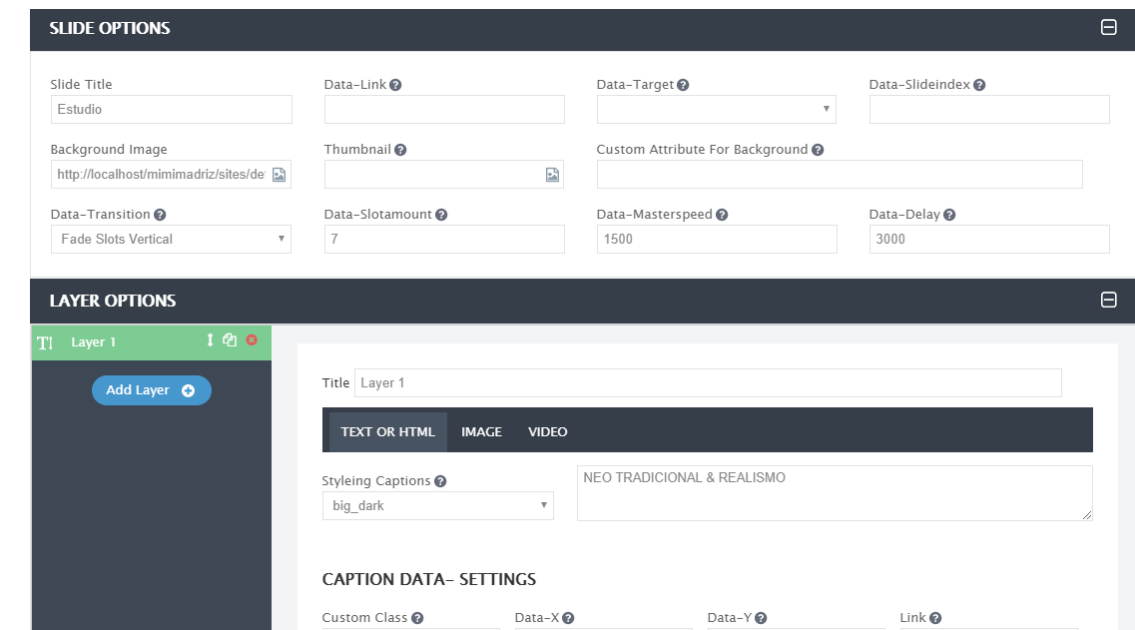 SLIDE OPTIONS
Slide Title Data-Link Data-Target Data-Slideindex
Estudio
Background Image Thumbnail Custom Attribute For Background
http://localhost/mimimadriz/sites/de
Data-Transition Data-Slotamount Data-Masterspeed Data-Delay
Fade Slots Vertical 7 1500 3000
LAYER OPTIONS
T! Layer 1
Add Layer
Title Layer 1
TEXT OR HTML IMAGE VIDEO
Styleing Captions
NEO TRADICIONAL & REALISMO
big_dark
CAPTION DATA- SETTINGS
Custom Class Data-X Data-Y Link